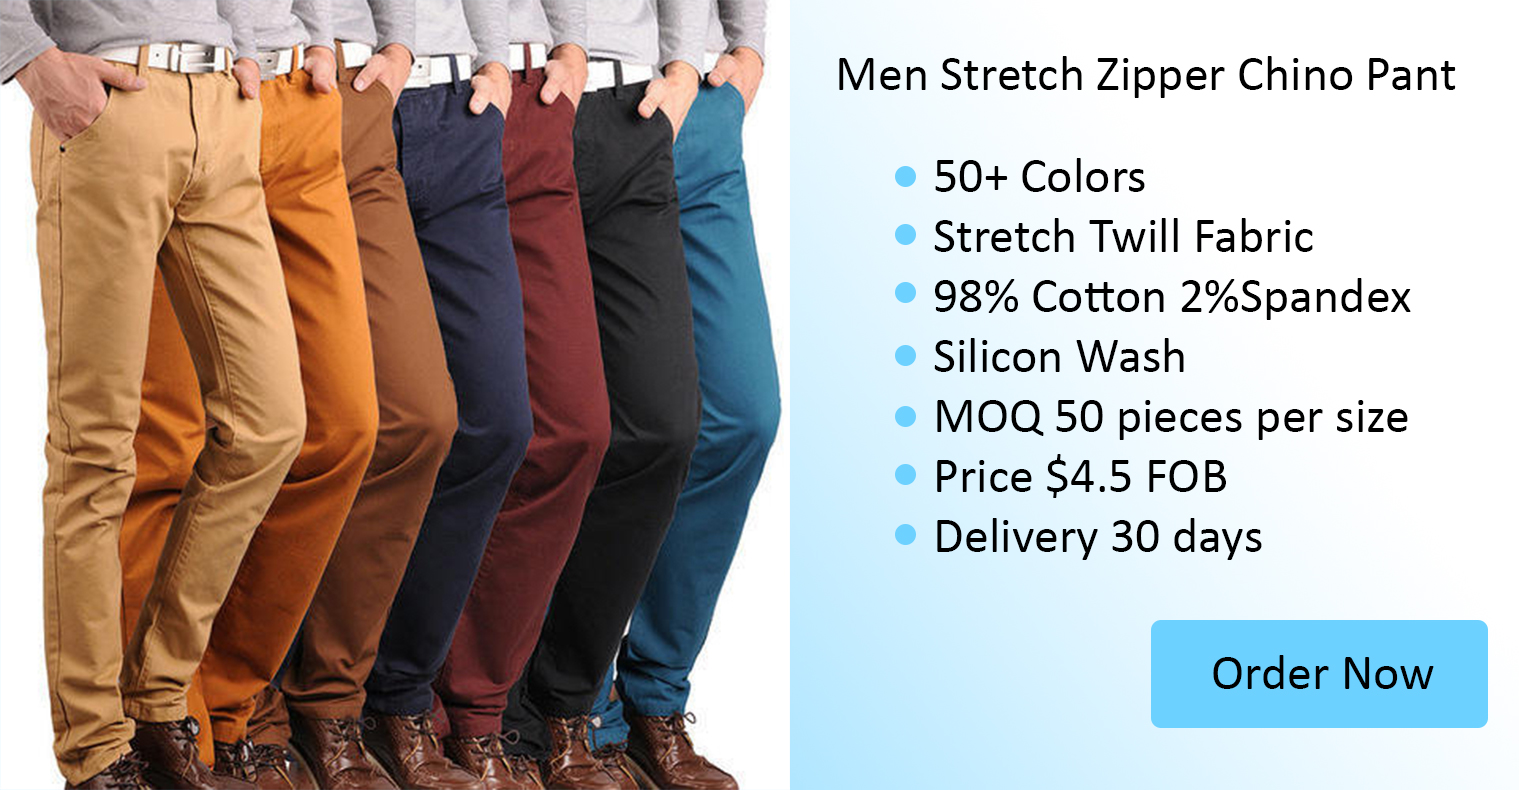 Men Stretch Zipper Chino Pant
50+ Colors
Stretch Twill Fabric
98% Cotton 2%Spandex
Silicon Wash
MOQ 50 pieces per size
Price $4.5 FOB
Delivery 30 days
Order Now